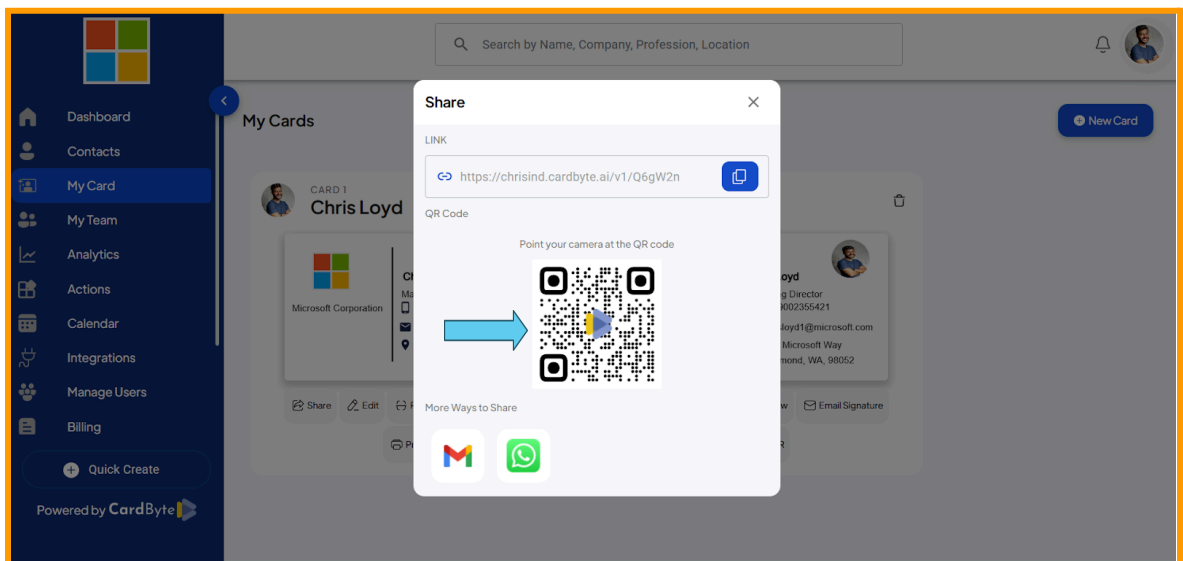 Search by Name, Company, Profession, Location
Dashboard
Contacts
My Card
My Team
Analytics
Actions
Calendar
Integrations
Manage Users
Billing
Quick Create
Powered by CardByte
My Cards
New Card
CARD 1
Chris Loyd
Microsoft Corporation
Share
Edit
Share
LINK
https://chrisind.cardbyte.ai/v1/Q6gW2n
QR Code
Point your camera at the QR code
More Ways to Share
oyd
g Director
002355421
loyd1@microsoft.com
Microsoft Way
mond, WA, 98052
Email Signature